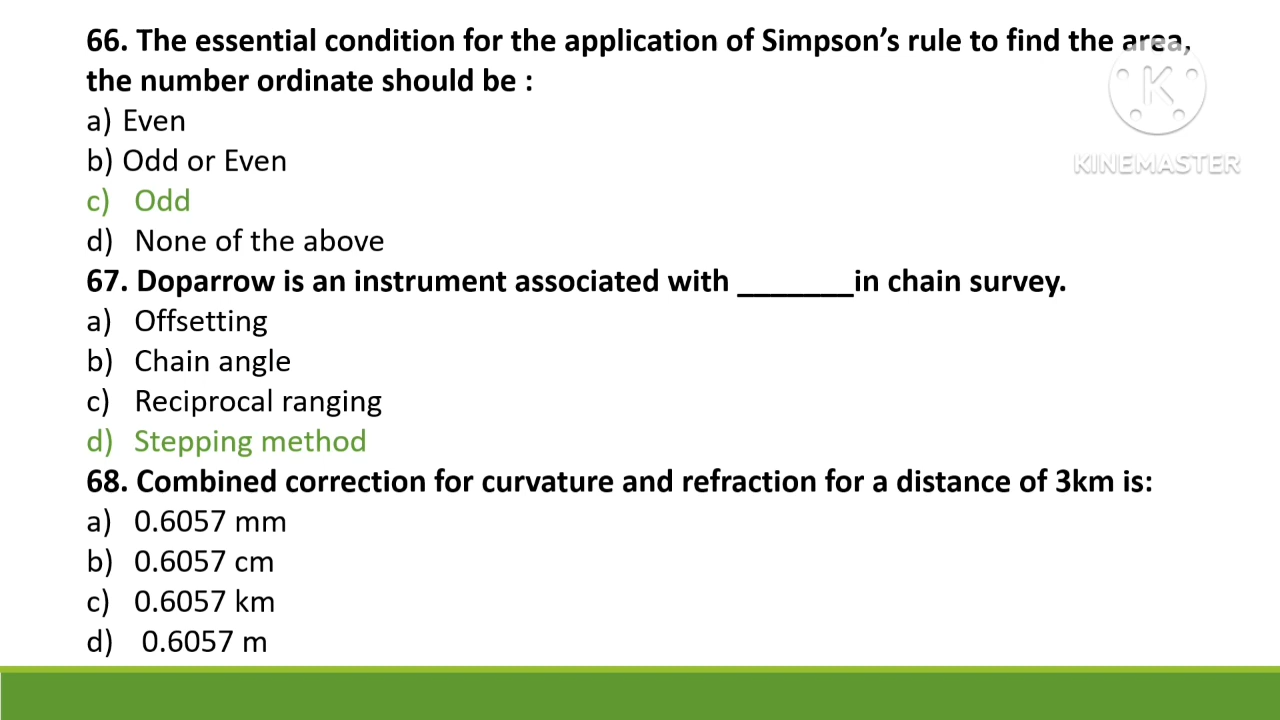 66. The essential condition for the application of Simpson’s rule to find the area,
the number ordinate should be :
a) Even
b) Odd or Even
c) Odd
d) None of the above
67. Doparrow is an instrument associated with _______in chain survey.
a) Offsetting
b) Chain angle
c) Reciprocal ranging
d) Stepping method
68. Combined correction for curvature and refraction for a distance of 3km is:
a) 0.6057 mm
b) 0.6057 cm
c) 0.6057 km
d) 0.6057 m
K
KINEMASTER